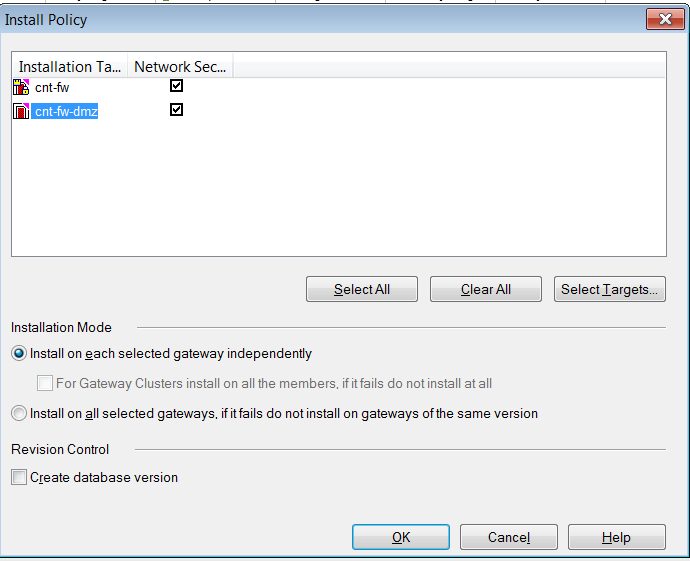 Install Policy
Installation Ta... Network Sec...
cnt-fw
cnt-fw-dmz
Select All Clear All Select Targets...
Installation Mode
Install on each selected gateway independently
For Gateway Clusters install on all the members, if it fails do not install at all
Install on all selected gateways, if it fails do not install on gateways of the same version
Revision Control
Create database version
OK Cancel Help